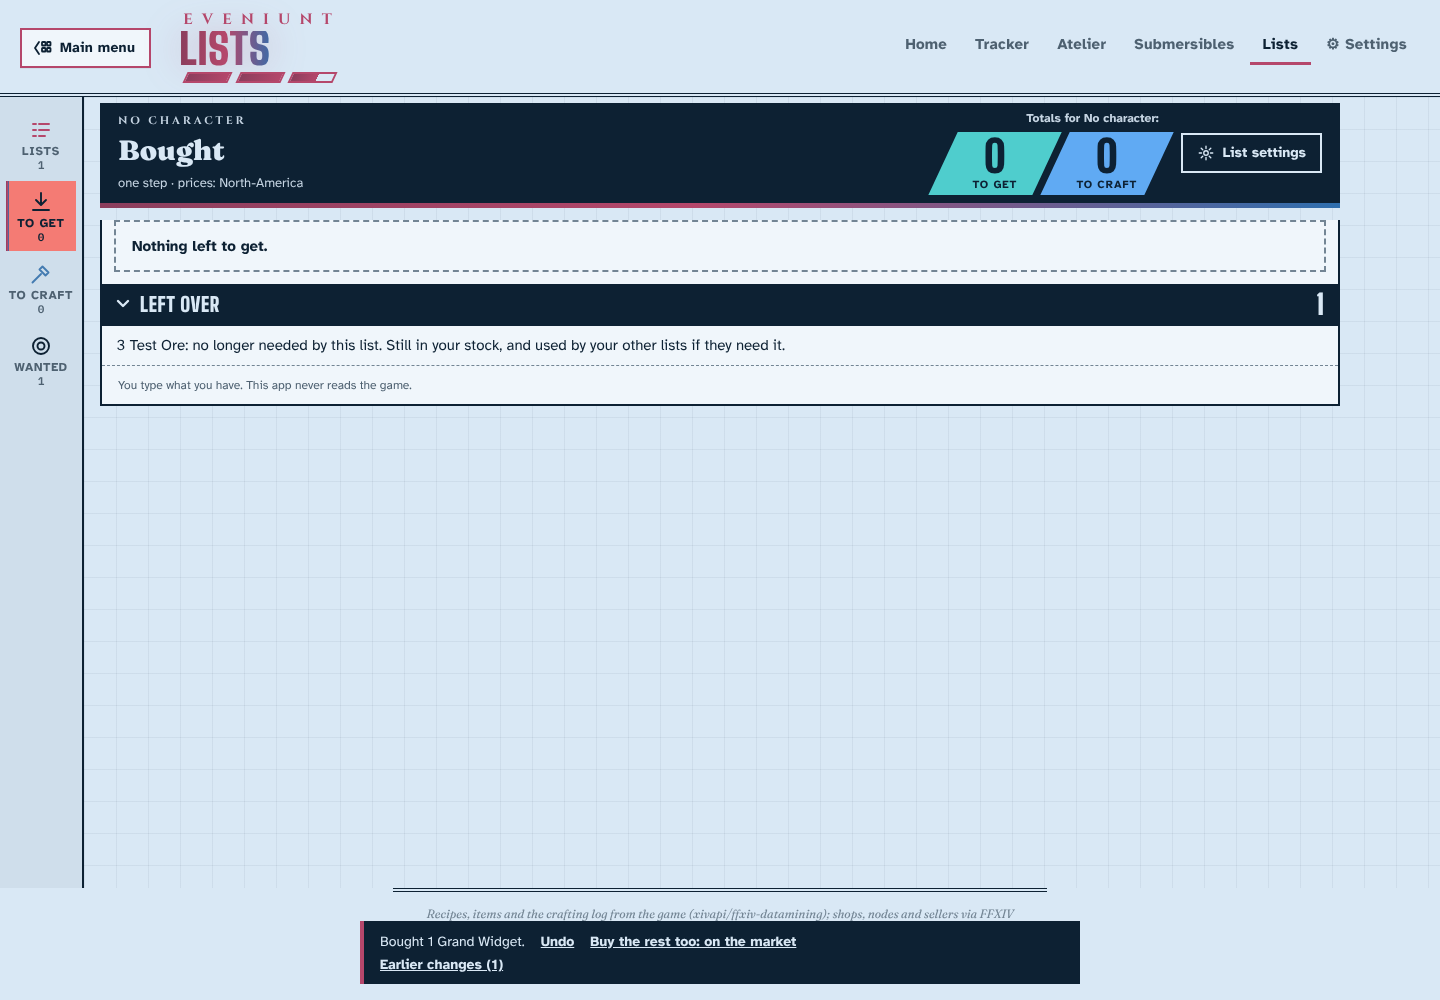 Main menu
EVENIUNT
LISTS
Home
Tracker
Atelier
Submersibles
Lists
⚙ Settings
LISTS
1
TO GET
0
TO CRAFT
0
WANTED
1
NO CHARACTER
Bought
one step · prices: North-America
Totals for No character:
0
TO GET
0
TO CRAFT
List settings
Nothing left to get.
LEFT OVER
1
3 Test Ore: no longer needed by this list. Still in your stock, and used by your other lists if they need it.
You type what you have. This app never reads the game.
Recipes, items and the crafting log from the game (xivapi/ffxiv-datamining); shops, nodes and sellers via FFXIV
Bought 1 Grand Widget. Undo Buy the rest too: on the market
Earlier changes (1)